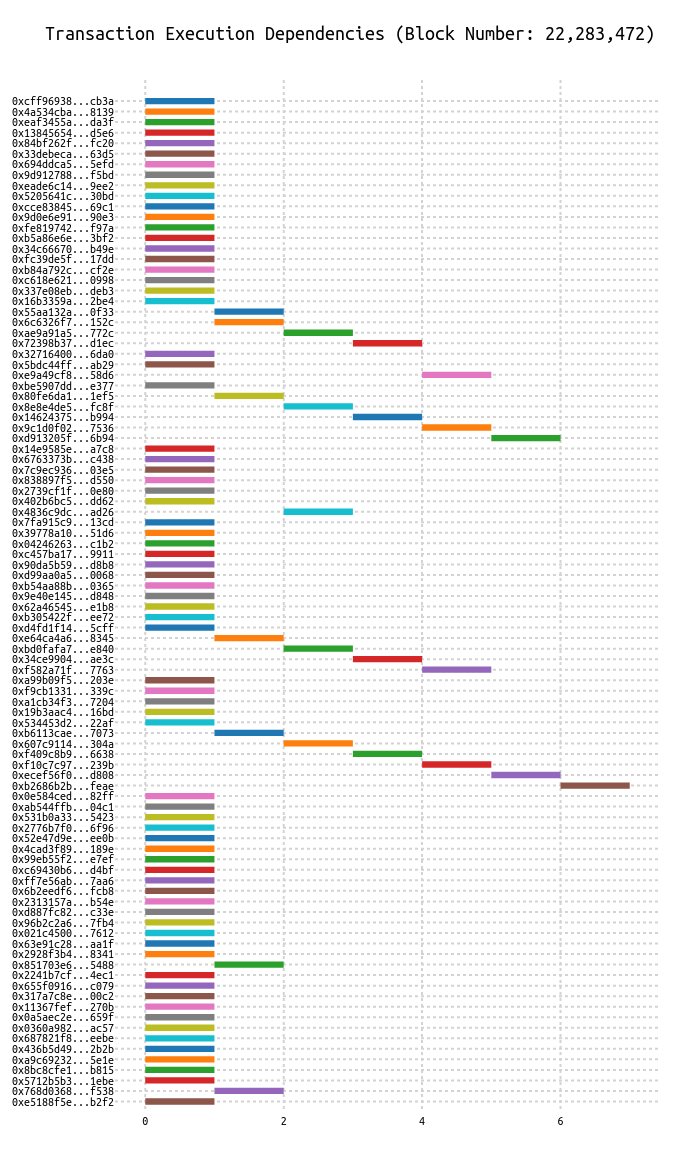 Transaction Execution Dependencies (Block Number: 22,283,472)
0xcff96938...cb3a
0x4a534cba...8139
0xeaf3455a...da3f
0x13845654...d5e6
0x84bf262f...fc20
0x33debeca...63d5
0x694ddca5...5efd
0x9d912788...f5bd
0xeade6c14...9ee2
0x5205641c...30bd
0xcce83845...69c1
0x9d0e6e91...90e3
0xfe819742...f97a
0xb5a86e6e...3bf2
0x34c66670...b49e
0xfc39de5f...17dd
0xb84a792c...cf2e
0xc618e621...0998
0x337e08eb...deb3
0x16b3359a...2be4
0x55aa132a...0f33
0x6c6326f7...152c
0xae9a91a5...772c
0x72398b37...d1ec
0x32716400...6da0
0x5bdc44ff...ab29
0xe9a49cf8...58d6
0xbe5907dd...e377
0x80fe6da1...1ef5
0x8e8e4de5...fc8f
0x14624375...b994
0x9c1d0f02...7536
0xd913205f...6b94
0x14e9585e...a7c8
0x6763373b...c438
0x7c9ec936...03e5
0x838897f5...d550
0x2739cf1f...0e80
0x402b6bc5...dd62
0x4836c9dc...ad26
0x7fa915c9...13cd
0x39778a10...51d6
0x04246263...c1b2
0xc457ba17...9911
0x90da5b59...d8b8
0xd99aa0a5...0068
0xb54aa88b...0365
0x9e40e145...d848
0x62a46545...e1b8
0xb305422f...ee72
0xd4fd1f14...5cff
0xe64ca4a6...8345
0xbd0fafa7...e840
0x34ce9904...ae3c
0xf582a71f...7763
0xa99b09f5...203e
0xf9cb1331...339c
0xa1cb34f3...7204
0x19b3aac4...16bd
0x534453d2...22af
0xb6113cae...7073
0x607c9114...304a
0xf409c8b9...6638
0xf10c7c97...239b
0xecef56f0...d808
0xb2686b2b...feae
0x0e584ced...82ff
0xab544ffb...04c1
0x531b0a33...5423
0x2776b7f0...6f96
0x52e47d9e...ee0b
0x4cad3f89...189e
0x99eb55f2...e7ef
0xc69430b6...d4bf
0xff7e56ab...7aa6
0x6b2eedf6...fcb8
0x2313157a...b54e
0xd887fc82...c33e
0x96b2c2a6...7fb4
0x021c4500...7612
0x63e91c28...aa1f
0x2928f3b4...8341
0x851703e6...5488
0x2241b7cf...4ec1
0x655f0916...c079
0x317a7c8e...00c2
0x11367fef...270b
0x0a5aec2e...659f
0x0360a982...ac57
0x687821f8...eebe
0x436b5d49...2b2b
0xa9c69232...5e1e
0x8bc8cfe1...b815
0x5712b5b3...1ebe
0x768d0368...f538
0xe5188f5e...b2f2
0 2 4 6